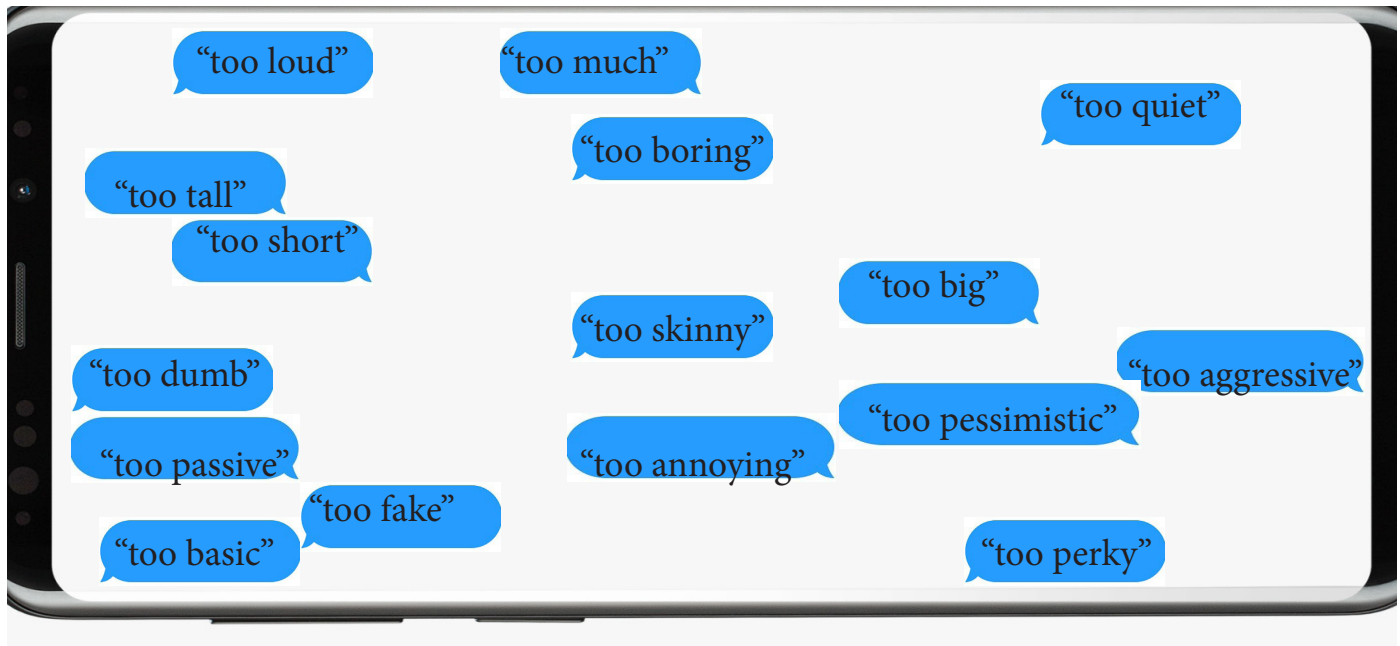 “too loud”
“too much”
“too quiet”
“too boring”
“too tall”
“too short”
“too big”
“too skinny”
“too aggressive”
“too dumb”
“too pessimistic”
“too passive”
“too annoying”
“too fake”
“too basic”
“too perky”